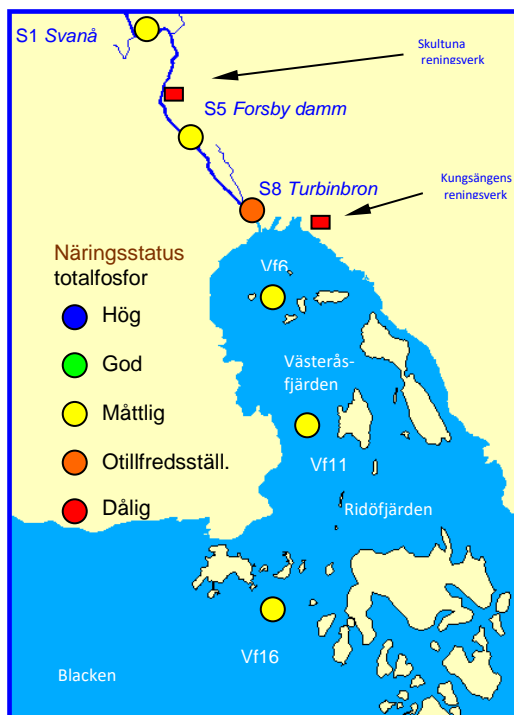 S1 Svanå
Skultuna
reningsverk
S5 Forsby damm
Kungsängens
reningsverk
S8 Turbinbron
Näringsstatus
totalfosfor
Hög
God
Måttlig
Otillfredsställ.
Dålig
Vf6
Västerås-
fjärden
Vf11
Ridöfjärden
Vf16
Blacken